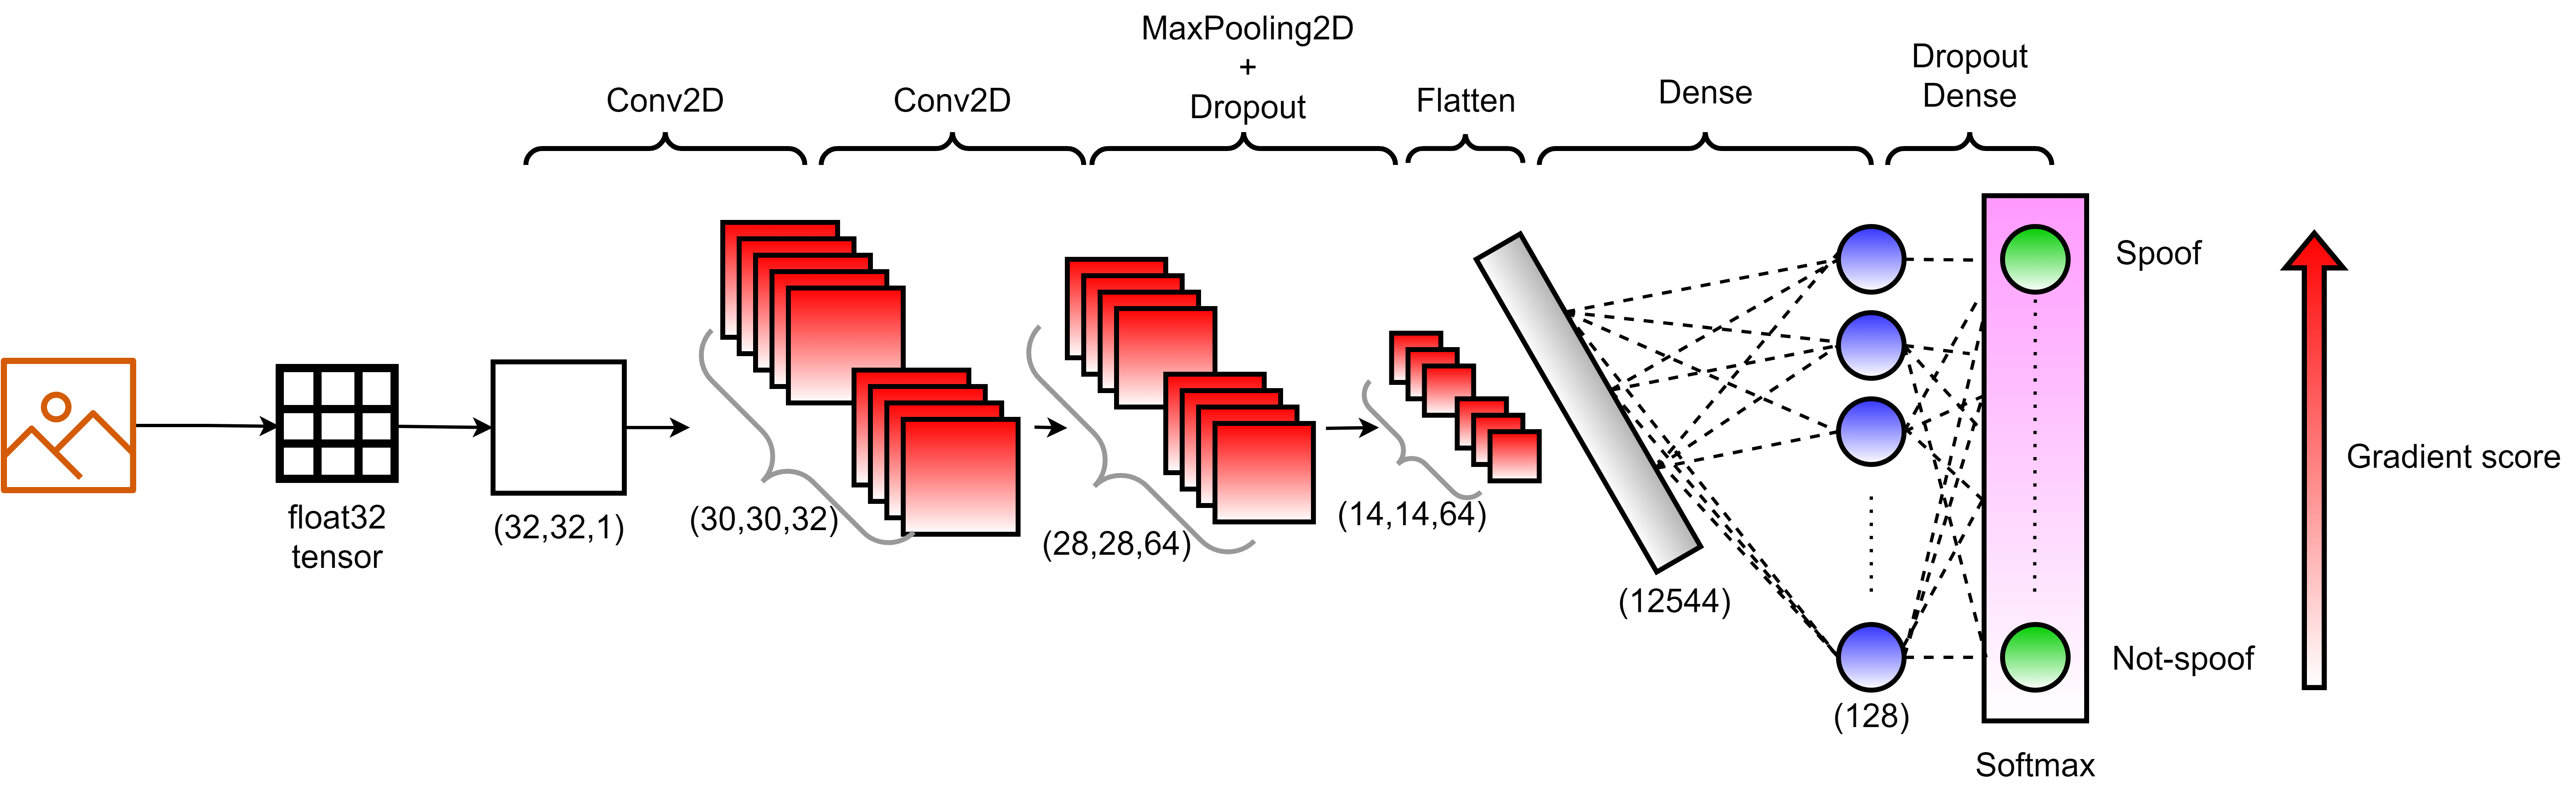 MaxPooling2D
+
Dropout
Conv2D
Conv2D
Flatten
Dense
Dropout
Dense
float32
tensor
(32,32,1)
(30,30,32)
(28,28,64)
(14,14,64)
(12544)
(128)
Softmax
Spoof
Not-spoof
Gradient score